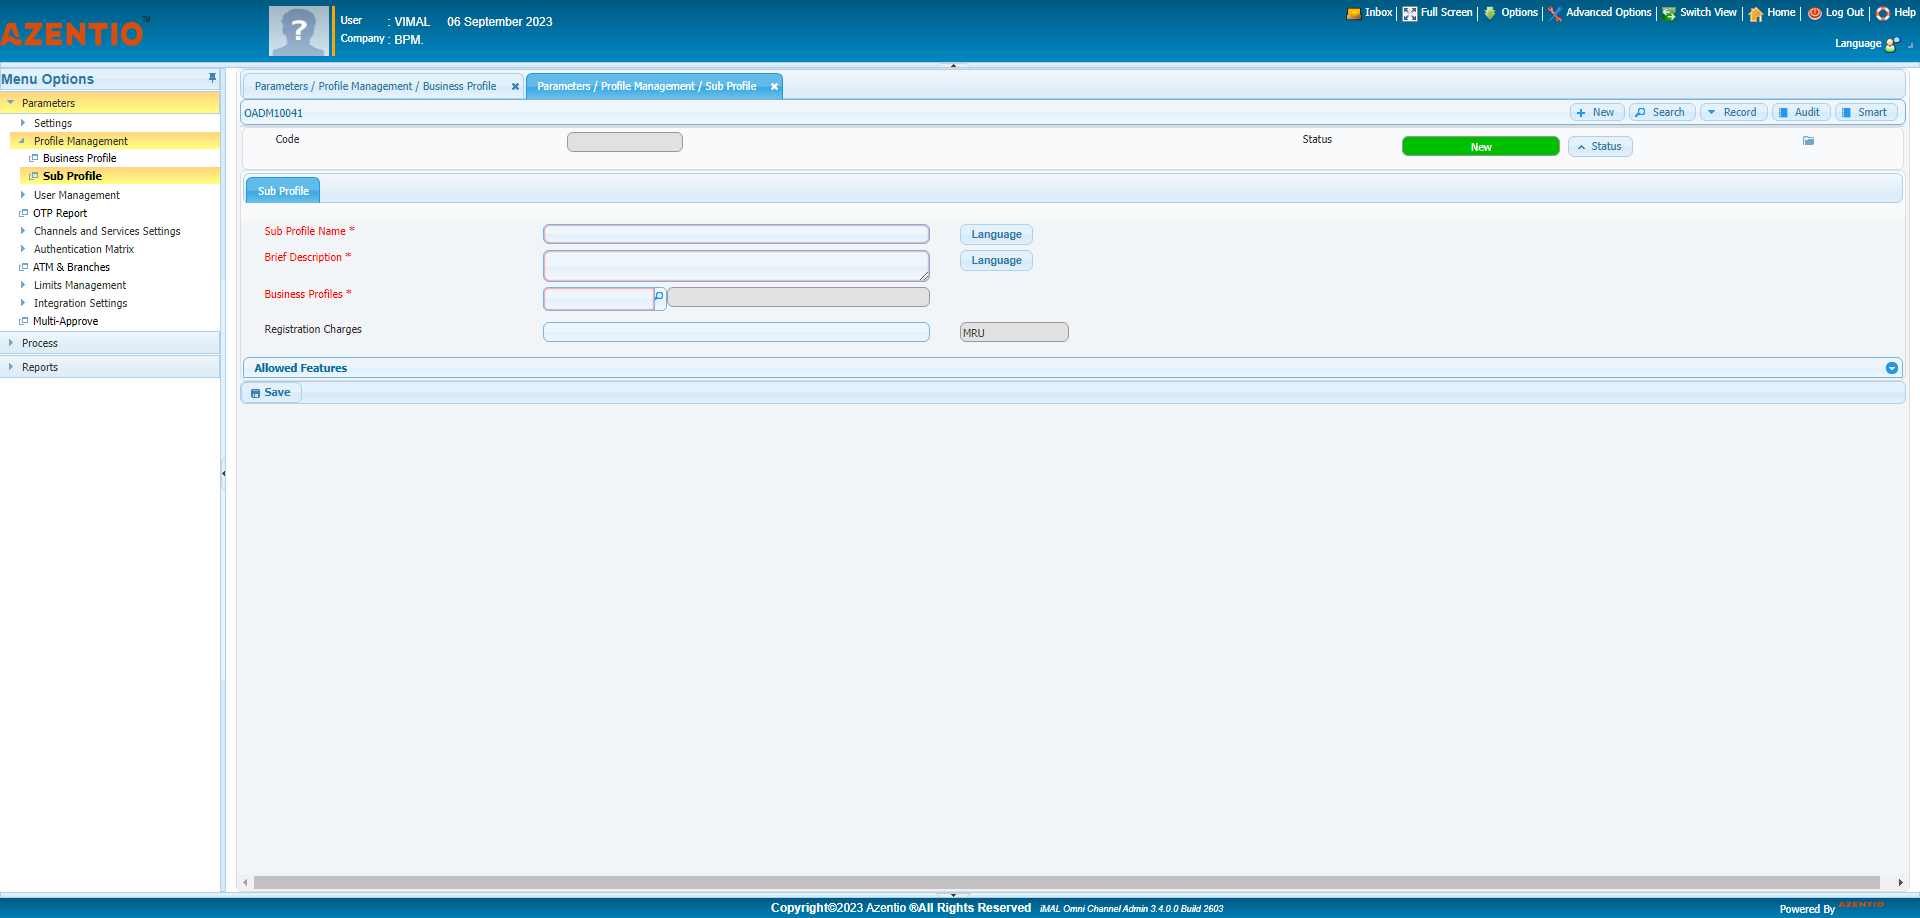 AZENTIO™
User : VIMAL 06 September 2023
Company : BPM.
Inbox Full Screen Options Advanced Options Switch View Home Log Out Help
Language
Menu Options
Parameters
Settings
Profile Management
Business Profile
Sub Profile
User Management
OTP Report
Channels and Services Settings
Authentication Matrix
ATM & Branches
Limits Management
Integration Settings
Multi-Approve
Process
Reports
Parameters / Profile Management / Business Profile
Parameters / Profile Management / Sub Profile
OADM10041
New Search Record Audit Smart
Code
Status New Status
Sub Profile
Sub Profile Name * Language
Brief Description * Language
Business Profiles *
Registration Charges MRU
Allowed Features
Save
Copyright©2023 Azentio ®All Rights Reserved iMAL Omni Channel Admin 3.4.0.0 Build 2603
Powered By AZENTIO